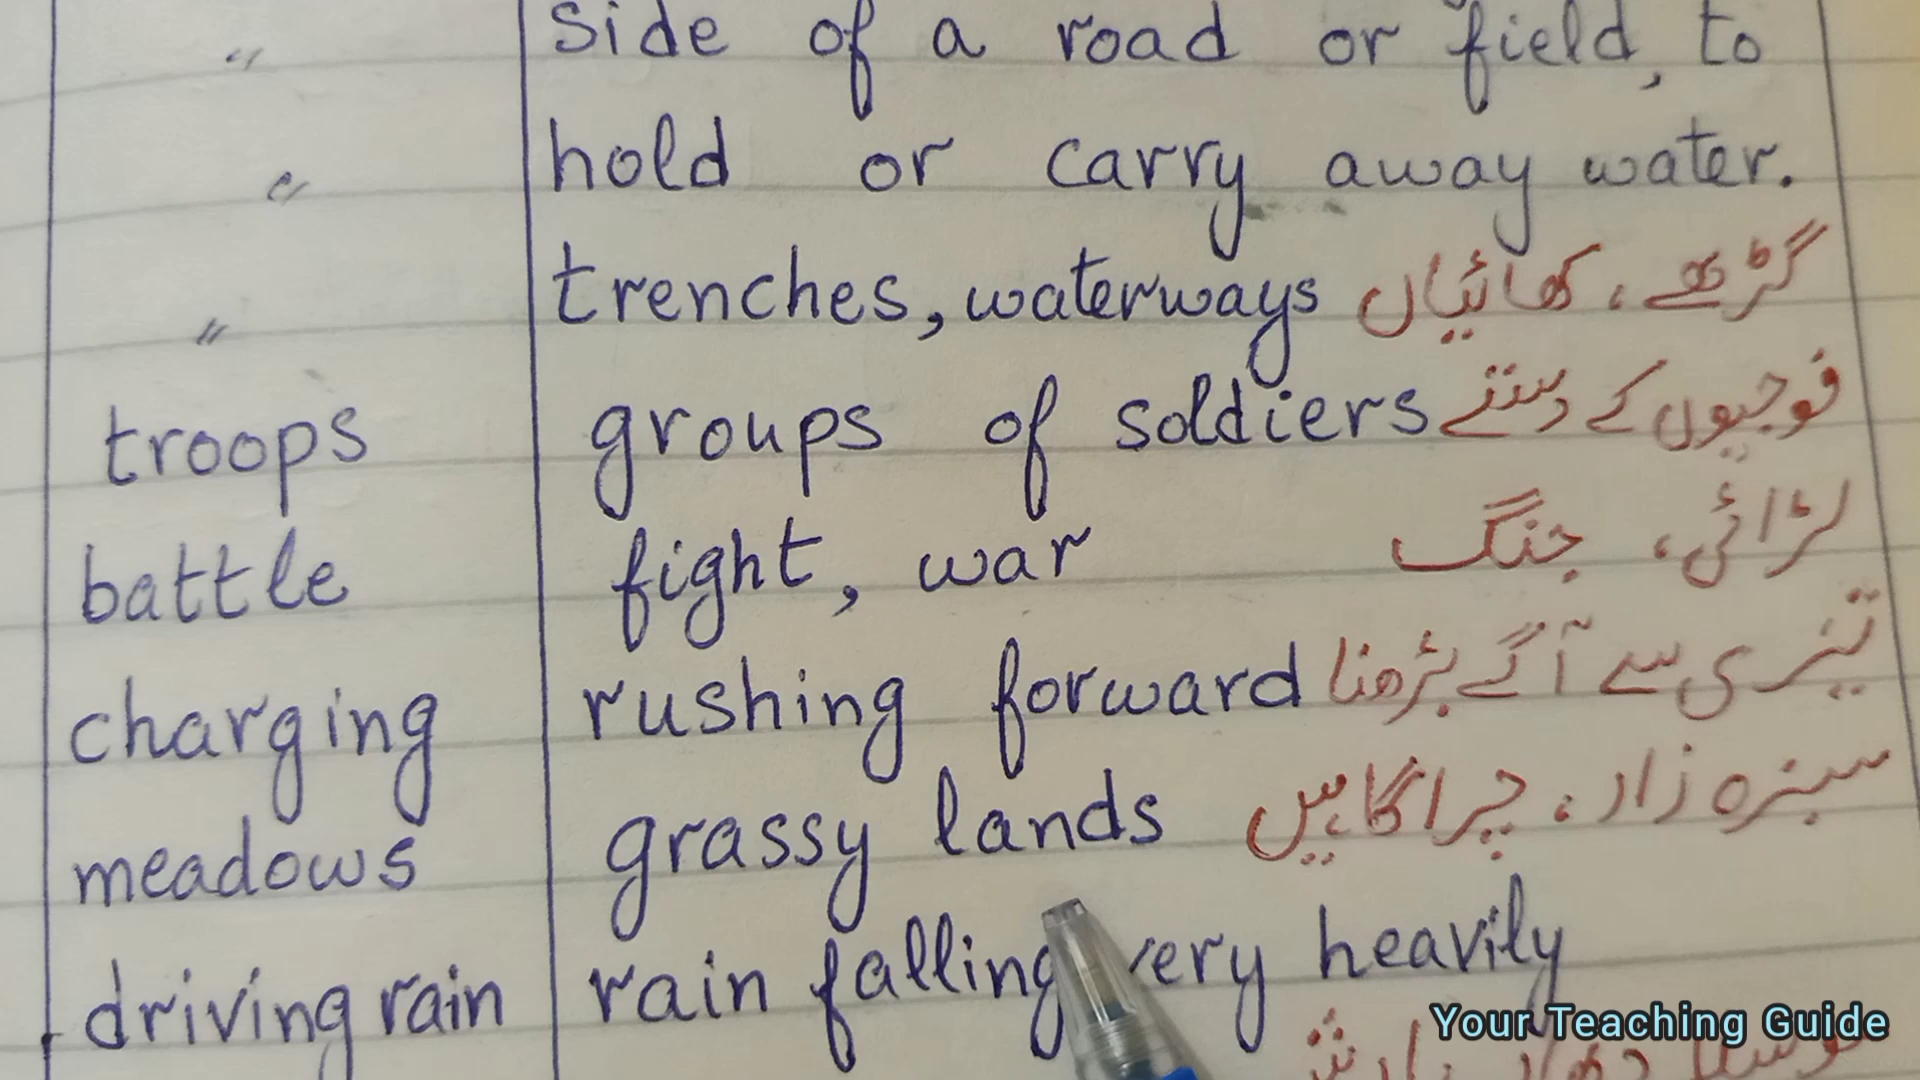 " side of a road or field, to
" hold or carry away water.
" trenches, waterways گڑھے، کھائیاں
troops groups of soldiers فوجیوں کے دستے
battle fight, war لڑائی، جنگ
charging rushing forward تیزی سے آگے بڑھنا
meadows grassy lands سبزہ زار، چراگاہیں
driving rain rain falling very heavily
Your Teaching Guide